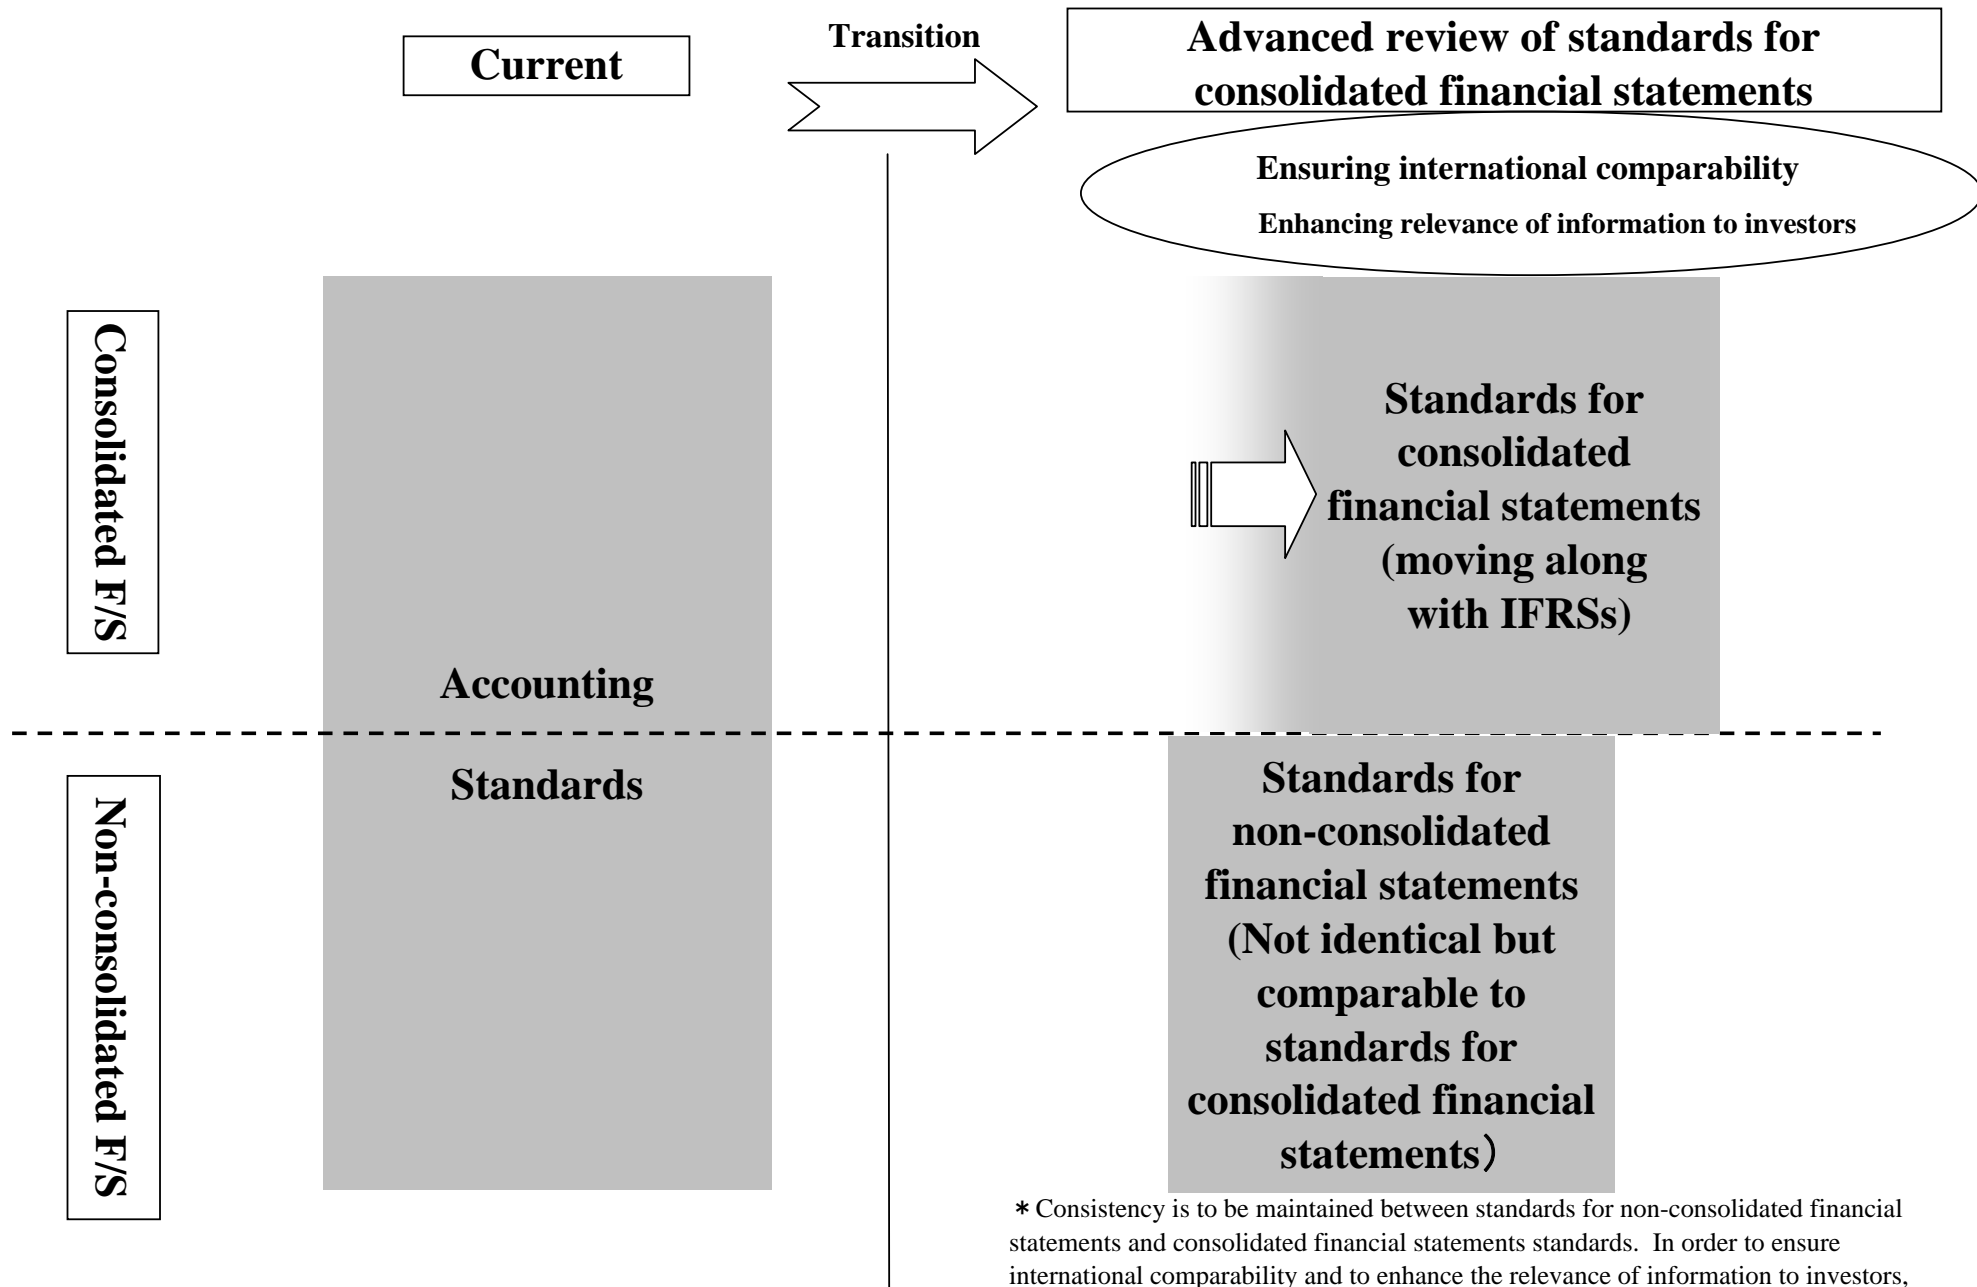 Current
Transition
Advanced review of standards for
consolidated financial statements
Ensuring international comparability
Enhancing relevance of information to investors
Consolidated F/S
Accounting
Standards for
consolidated
financial statements
(moving along
with IFRSs)
Non-consolidated F/S
Standards
Standards for
non-consolidated
financial statements
(Not identical but
comparable to
standards for
consolidated financial
statements）
＊Consistency is to be maintained between standards for non-consolidated financial
statements and consolidated financial statements standards.  In order to ensure
international comparability and to enhance the relevance of information to investors,